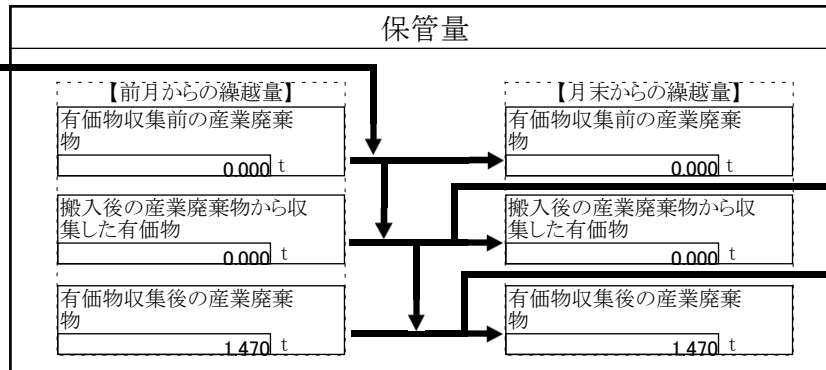 保管量
【前月からの繰越量】
有価物収集前の産業廃棄
物
0.000 t
搬入後の産業廃棄物から収
集した有価物
0.000 t
有価物収集後の産業廃棄
物
1.470 t
【月末からの繰越量】
有価物収集前の産業廃棄
物
0.000 t
搬入後の産業廃棄物から収
集した有価物
0.000 t
有価物収集後の産業廃棄
物
1.470 t